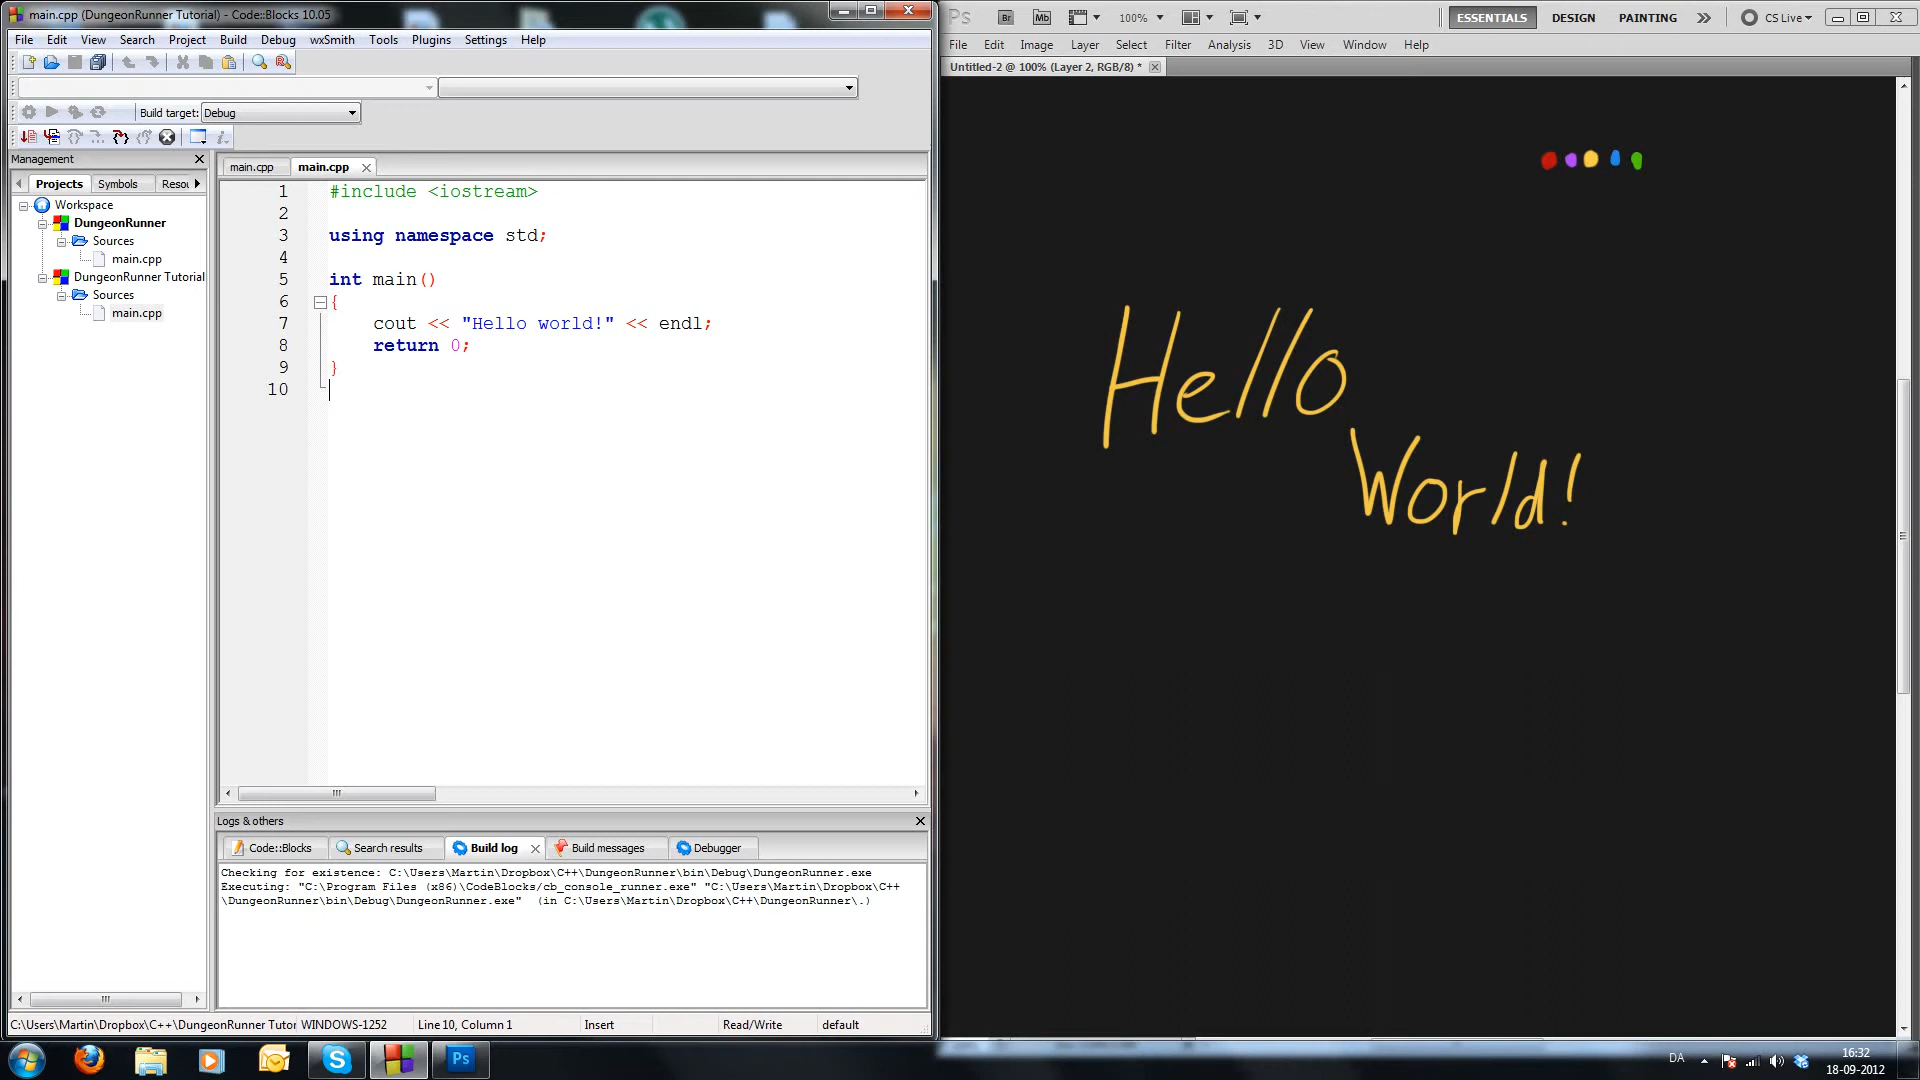 main.cpp (DungeonRunner Tutorial) - Code::Blocks 10.05
File Edit View Search Project Build Debug wxSmith Tools Plugins Settings Help
Build target: Debug
Management
Projects Symbols Resou
Workspace
DungeonRunner
Sources
main.cpp
DungeonRunner Tutorial
Sources
main.cpp
main.cpp main.cpp
1 #include <iostream>
2
3 using namespace std;
4
5 int main()
6 {
7 cout << "Hello world!" << endl;
8 return 0;
9 }
10
Logs & others
Code::Blocks Search results Build log Build messages Debugger
Checking for existence: C:\Users\Martin\Dropbox\C++\DungeonRunner\bin\Debug\DungeonRunner.exe
Executing: "C:\Program Files (x86)\CodeBlocks/cb_console_runner.exe" "C:\Users\Martin\Dropbox\C++
\DungeonRunner\bin\Debug\DungeonRunner.exe" (in C:\Users\Martin\Dropbox\C++\DungeonRunner\.)
C:\Users\Martin\Dropbox\C++\DungeonRunner Tutor WINDOWS-1252 Line 10, Column 1 Insert Read/Write default
Ps Br Mb 100% ESSENTIALS DESIGN PAINTING CS Live
File Edit Image Layer Select Filter Analysis 3D View Window Help
Untitled-2 @ 100% (Layer 2, RGB/8) *
Hello
World!
Ps
DA
16:32
18-09-2012